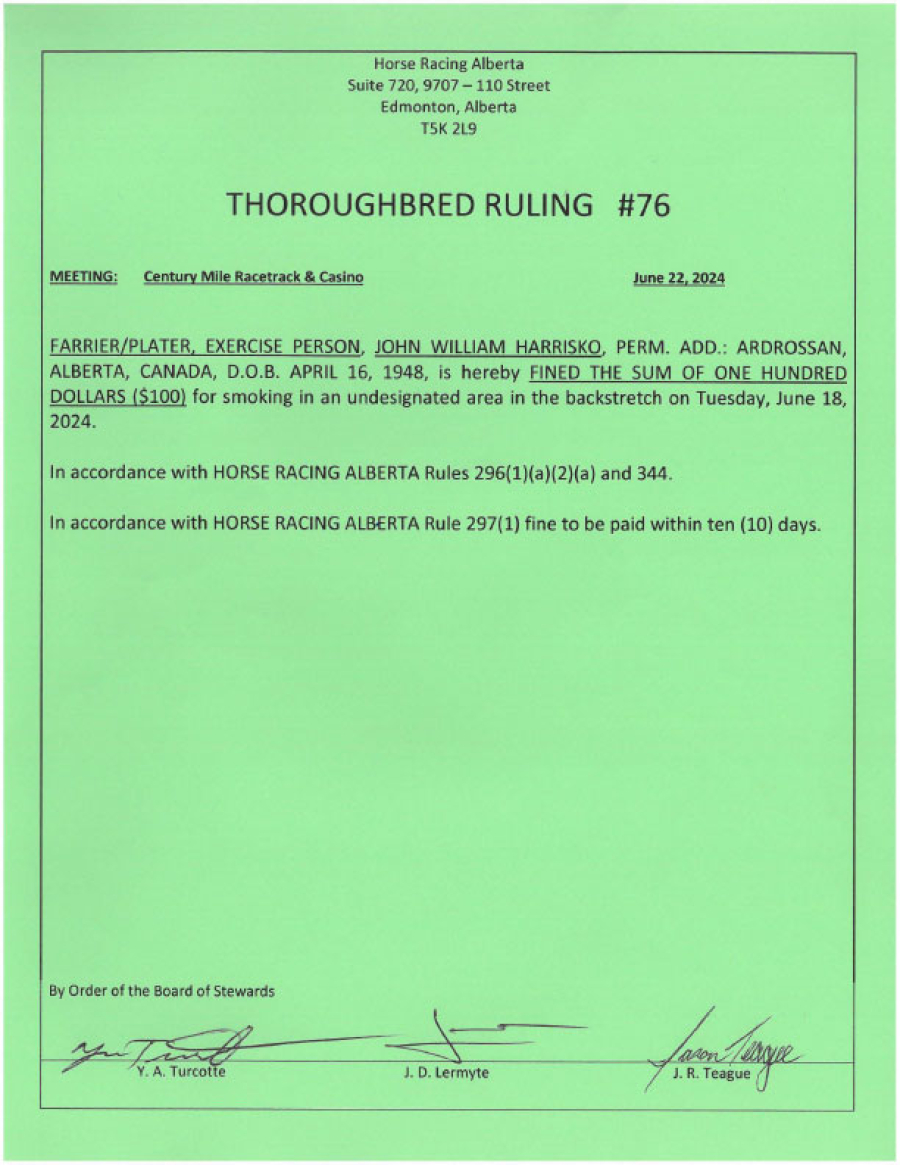 Horse Racing Alberta
Suite 720, 9707 – 110 Street
Edmonton, Alberta
T5K 2L9
THOROUGHBRED RULING #76
MEETING: Century Mile Racetrack & Casino June 22, 2024
FARRIER/PLATER, EXERCISE PERSON, JOHN WILLIAM HARRISKO, PERM. ADD.: ARDROSSAN,
ALBERTA, CANADA, D.O.B. APRIL 16, 1948, is hereby FINED THE SUM OF ONE HUNDRED
DOLLARS ($100) for smoking in an undesignated area in the backstretch on Tuesday, June 18,
2024.
In accordance with HORSE RACING ALBERTA Rules 296(1)(a)(2)(a) and 344.
In accordance with HORSE RACING ALBERTA Rule 297(1) fine to be paid within ten (10) days.
By Order of the Board of Stewards
Jason Teague
Y. A. Turcotte J. D. Lermyte J. R. Teague